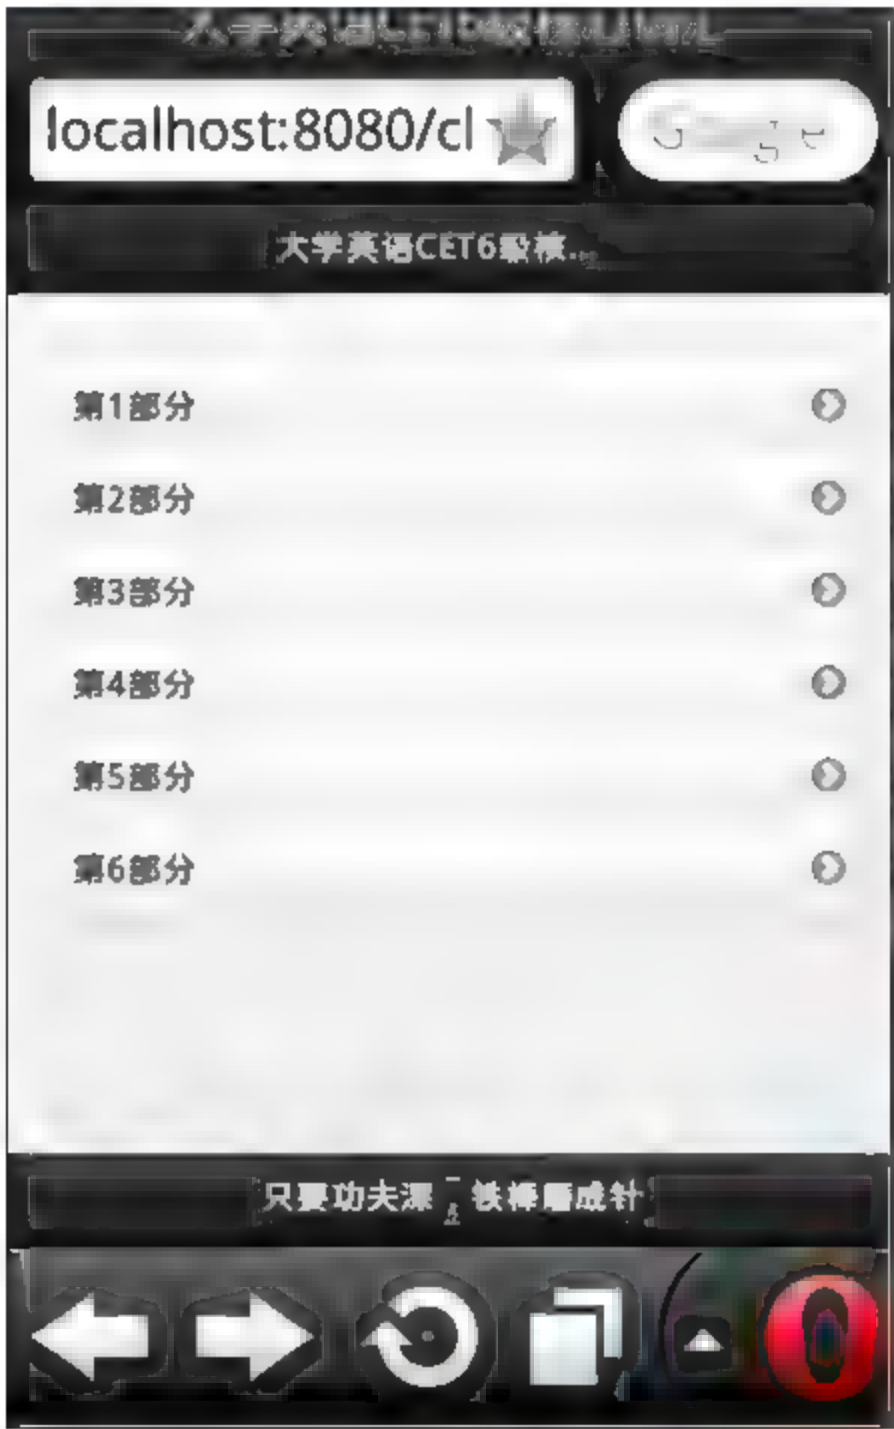 localhost:8080/cl
大学英语CET6级核...
第1部分
第2部分
第3部分
第4部分
第5部分
第6部分
只要功夫深，铁棒磨成针